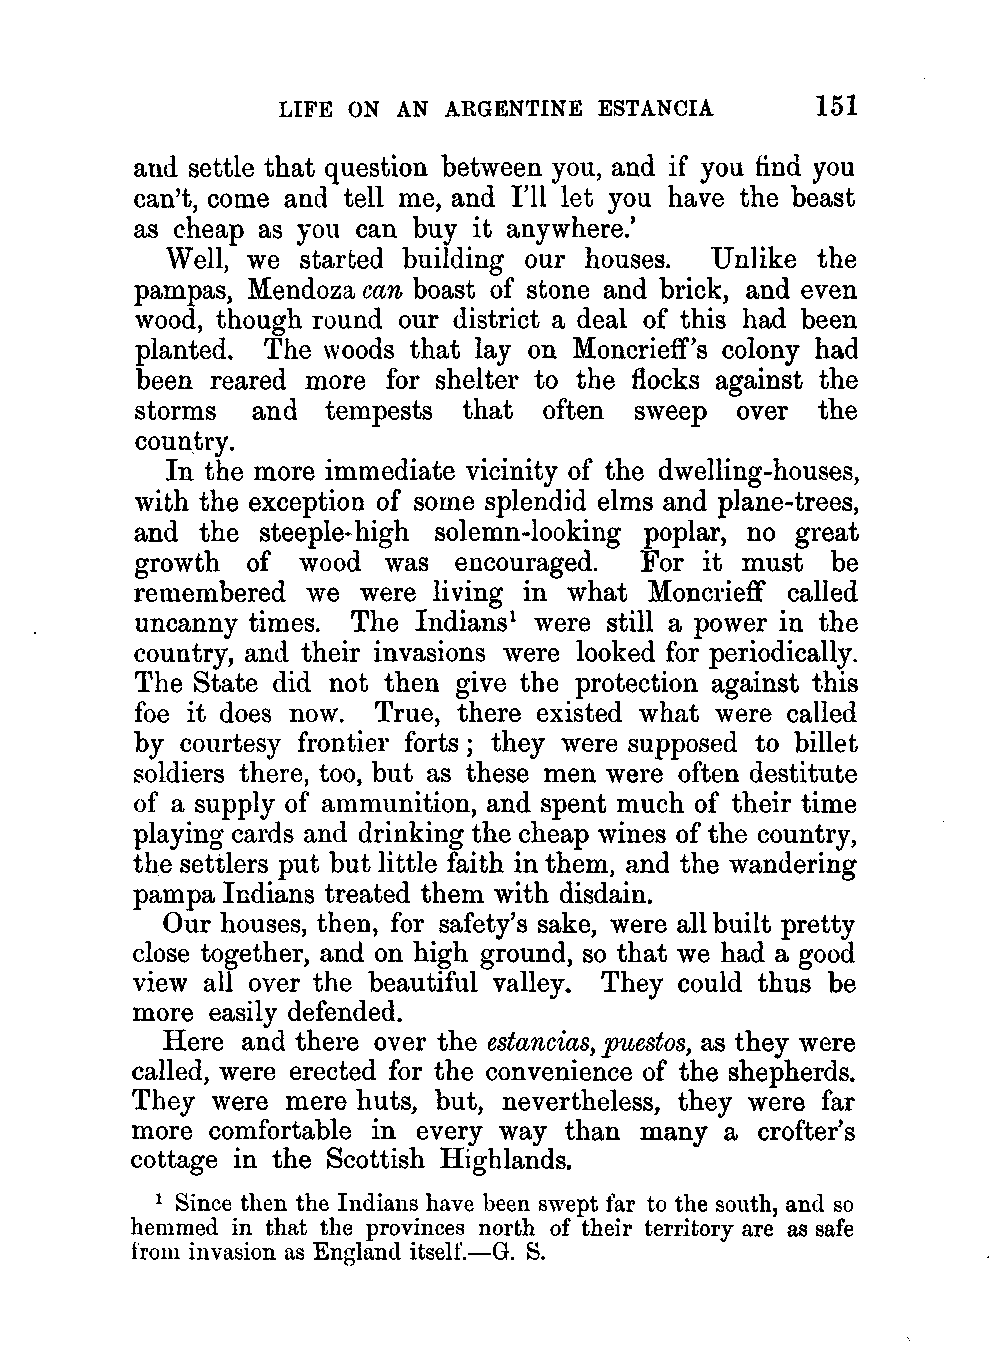 LIFE ON AN ARGENTINE ESTANCIA 151
and settle that question between you, and if you find you
can't, come and tell me, and I'll let you have the beast
as cheap as you can buy it anywhere.'
Well, we started building our houses. Unlike the
pampas, Mendoza can boast of stone and brick, and even
wood, though round our district a deal of this had been
planted. The woods that lay on Moncrieff's colony had
been reared more for shelter to the flocks against the
storms and tempests that often sweep over the
country.
In the more immediate vicinity of the dwelling-houses,
with the exception of some splendid elms and plane-trees,
and the steeple-high solemn-looking poplar, no great
growth of wood was encouraged. For it must be
remembered we were living in what Moncrieff called
uncanny times. The Indians¹ were still a power in the
country, and their invasions were looked for periodically.
The State did not then give the protection against this
foe it does now. True, there existed what were called
by courtesy frontier forts; they were supposed to billet
soldiers there, too, but as these men were often destitute
of a supply of ammunition, and spent much of their time
playing cards and drinking the cheap wines of the country,
the settlers put but little faith in them, and the wandering
pampa Indians treated them with disdain.
Our houses, then, for safety's sake, were all built pretty
close together, and on high ground, so that we had a good
view all over the beautiful valley. They could thus be
more easily defended.
Here and there over the estancias, puestos, as they were
called, were erected for the convenience of the shepherds.
They were mere huts, but, nevertheless, they were far
more comfortable in every way than many a crofter's
cottage in the Scottish Highlands.
¹ Since then the Indians have been swept far to the south, and so
hemmed in that the provinces north of their territory are as safe
from invasion as England itself.—G. S.